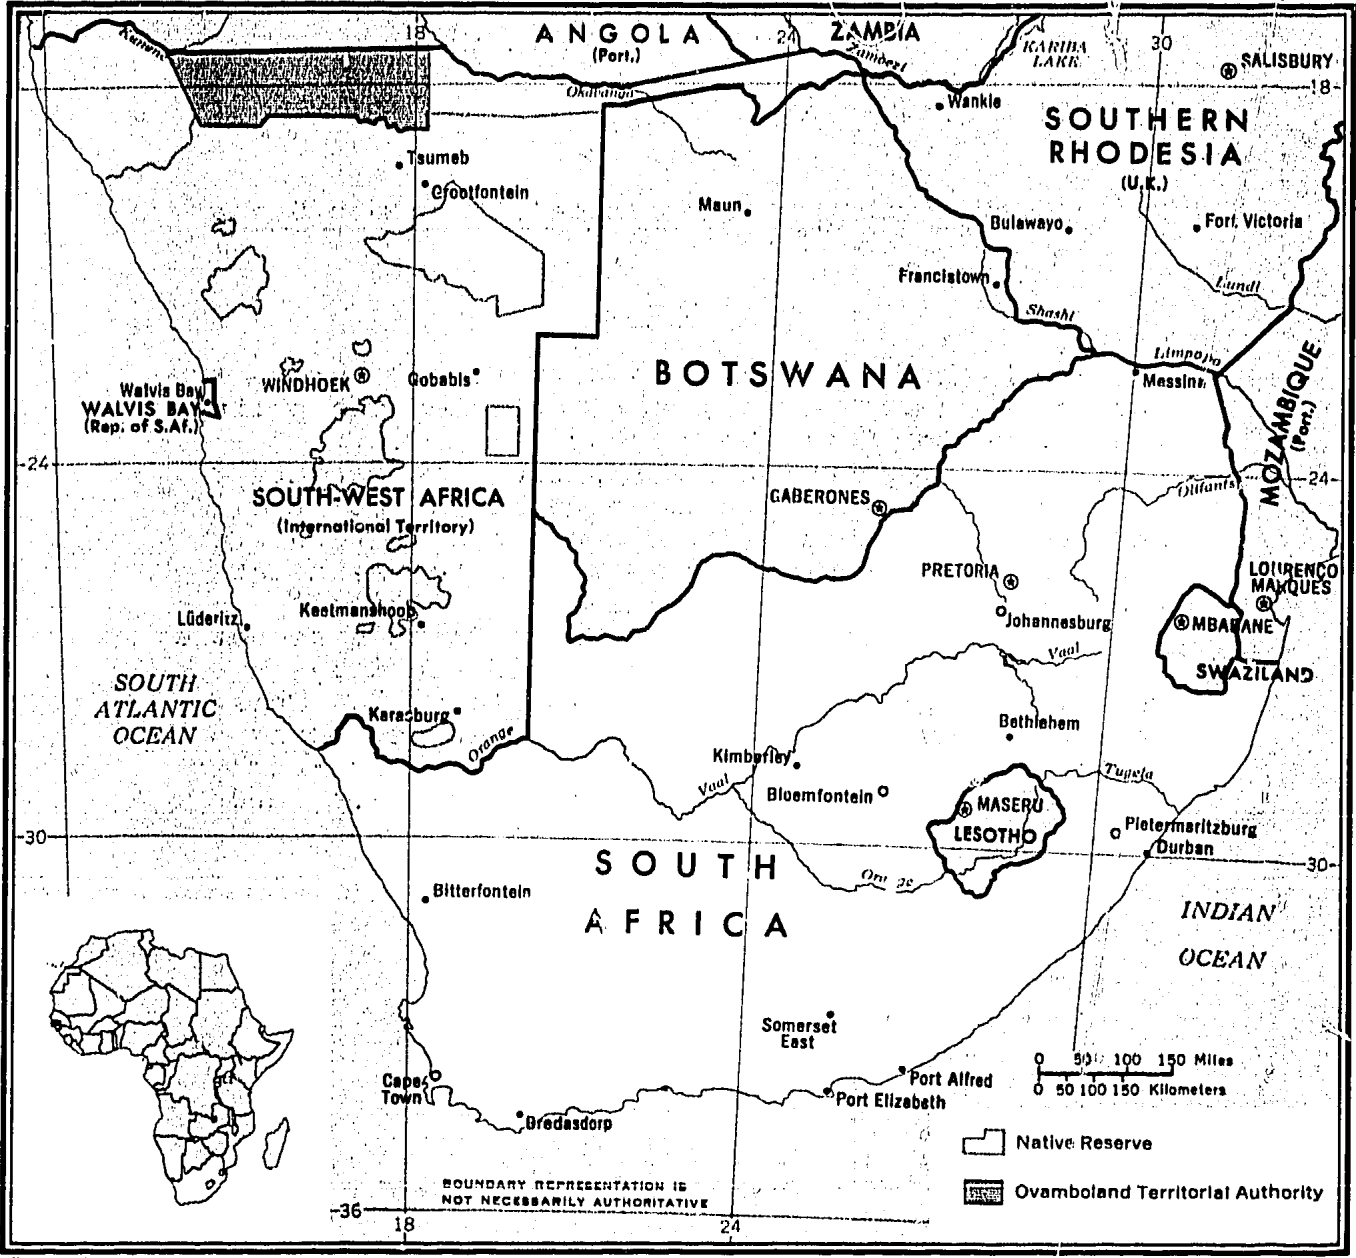 ANGOLA
(Port.)
ZAMBIA
KARIBA
LAKE
SALISBURY
18
24
30
Kunene
Zambezi
Okavango
Wankie
18
SOUTHERN
RHODESIA
(U.K.)
Tsumeb
Grootfontein
Maun
Bulawayo
Fort Victoria
Francistown
Lundi
Shashi
Limpopo
Messina
BOTSWANA
MOZAMBIQUE
(Port.)
Walvis Bay
WALVIS BAY
(Rep. of S.Af.)
WINDHOEK
Gobabis
24
24
SOUTH-WEST AFRICA
(International Territory)
GABERONES
Olifants
PRETORIA
Johannesburg
LOURENCO
MARQUES
MBABANE
SWAZILAND
Lüderitz
Keetmanshoop
Vaal
SOUTH
ATLANTIC
OCEAN
Karasburg
Orange
Bethlehem
Kimberley
Vaal
Bloemfontein
Tugela
MASERU
LESOTHO
Pietermaritzburg
Durban
30
30
SOUTH
AFRICA
Bitterfontein
INDIAN
OCEAN
Somerset
East
Cape
Town
Bredasdorp
Port Alfred
Port Elizabeth
0 50 100 150 Miles
0 50 100 150 Kilometers
Native Reserve
Ovamboland Territorial Authority
BOUNDARY REPRESENTATION IS
NOT NECESSARILY AUTHORITATIVE
36
18
24